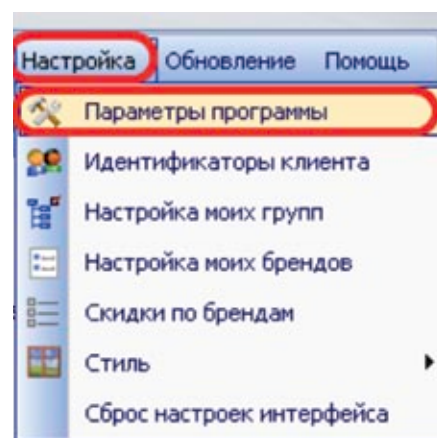 Настройка Обновление Помощь
Параметры программы
Идентификаторы клиента
Настройка моих групп
Настройка моих брендов
Скидки по брендам
Стиль
Сброс настроек интерфейса